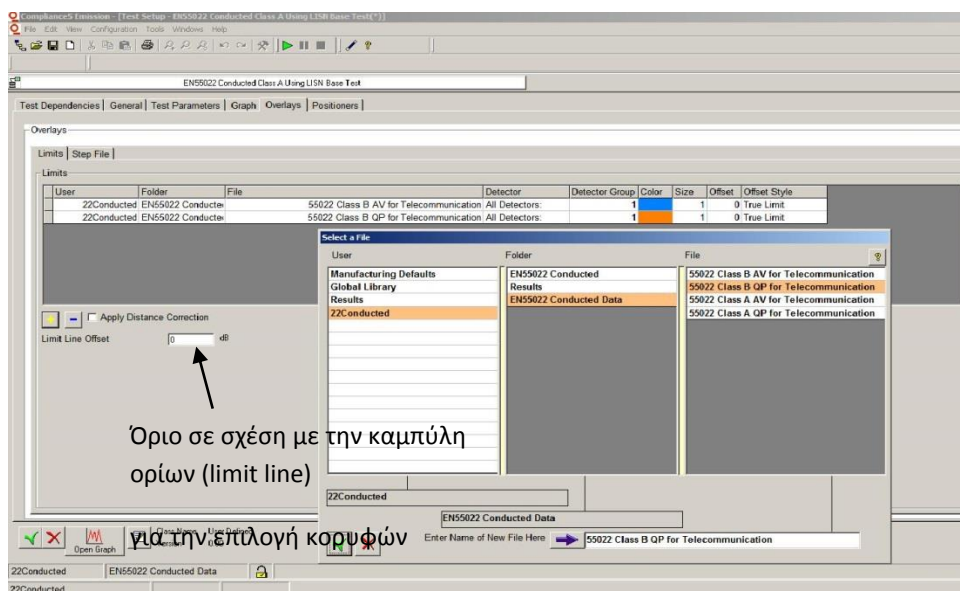 Compliance5 Emission - [Test Setup - EN55022 Conducted Class A Using LISN Base Test(*)]
File Edit View Configuration Tools Windows Help
EN55022 Conducted Class A Using LISN Base Test
Test Dependencies General Test Parameters Graph Overlays Positioners
Overlays
Limits Step File
Limits
User Folder File Detector Detector Group Color Size Offset Offset Style
22Conducted EN55022 Conducted 55022 Class B AV for Telecommunication All Detectors: 1 1 0 True Limit
22Conducted EN55022 Conducted 55022 Class B QP for Telecommunication All Detectors: 1 1 0 True Limit
Select a File
User Folder File
Manufacturing Defaults EN55022 Conducted 55022 Class B AV for Telecommunication
Global Library Results 55022 Class B QP for Telecommunication
Results EN55022 Conducted Data 55022 Class A AV for Telecommunication
22Conducted 55022 Class A QP for Telecommunication
+ - Apply Distance Correction
Limit Line Offset 0 dB
Όριο σε σχέση με την καμπύλη
ορίων (limit line)
για την επιλογή κορυφών
22Conducted
EN55022 Conducted Data
Enter Name of New File Here 55022 Class B QP for Telecommunication
Open Graph
22Conducted EN55022 Conducted Data
22Conducted